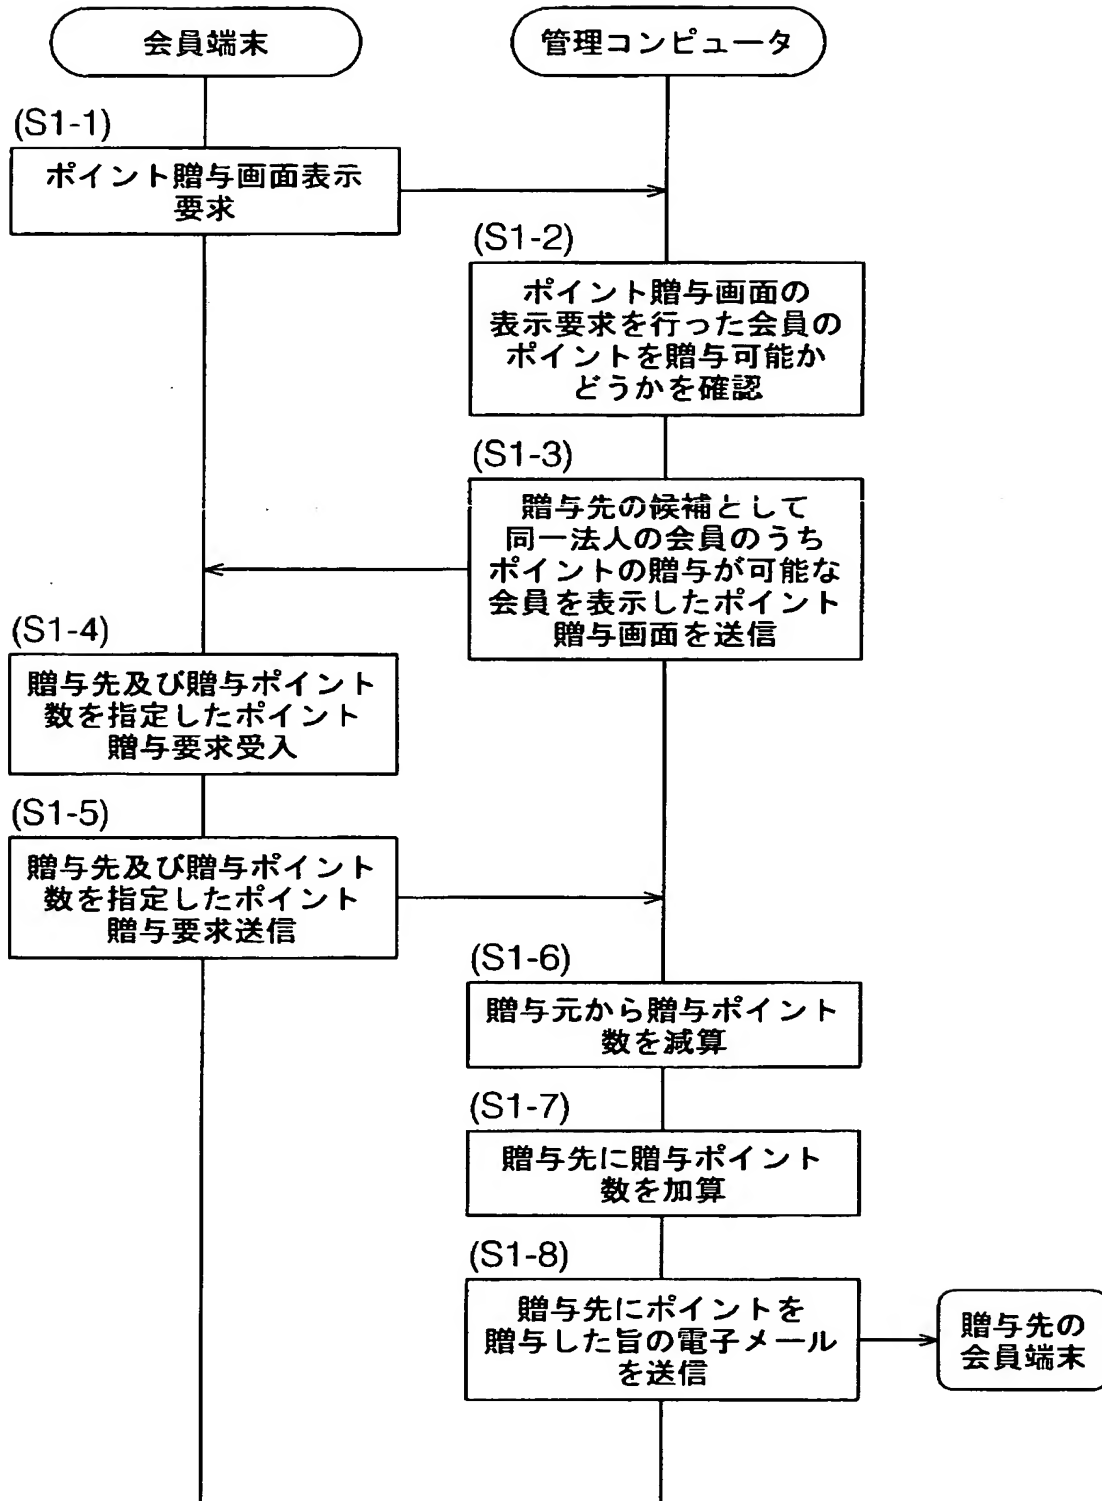 会員端末
管理コンピュータ
(S1-1)
ポイント贈与画面表示
要求
(S1-2)
ポイント贈与画面の
表示要求を行った会員の
ポイントを贈与可能か
どうかを確認
(S1-3)
贈与先の候補として
同一法人の会員のうち
ポイントの贈与が可能な
会員を表示したポイント
贈与画面を送信
(S1-4)
贈与先及び贈与ポイント
数を指定したポイント
贈与要求受入
(S1-5)
贈与先及び贈与ポイント
数を指定したポイント
贈与要求送信
(S1-6)
贈与元から贈与ポイント
数を減算
(S1-7)
贈与先に贈与ポイント
数を加算
(S1-8)
贈与先にポイントを
贈与した旨の電子メール
を送信
贈与先の
会員端末